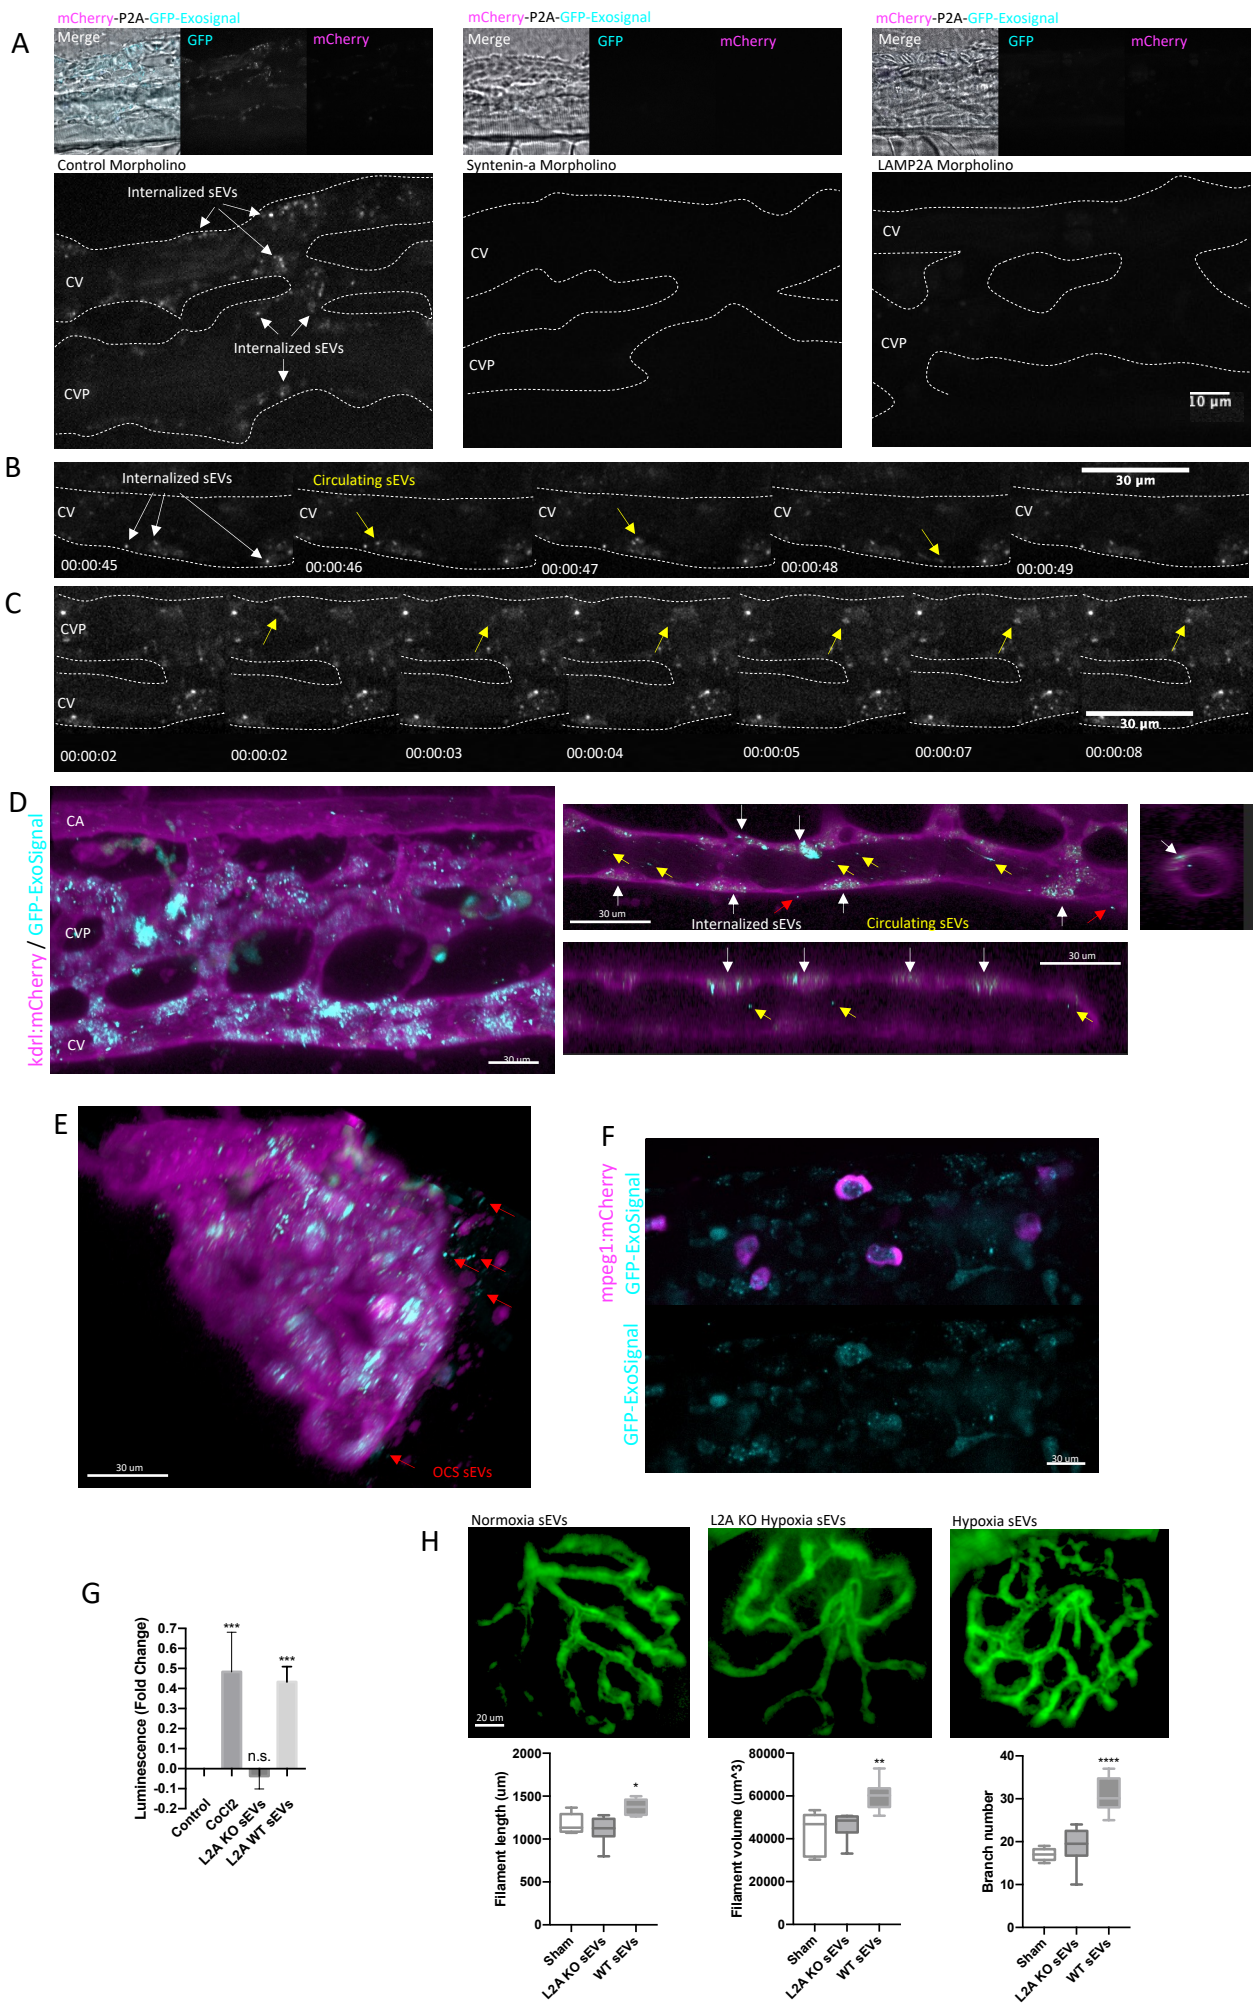 mCherry-P2A-GFP-Exosignal
mCherry-P2A-GFP-Exosignal
mCherry-P2A-GFP-Exosignal
A
Merge
GFP
mCherry
Merge
GFP
mCherry
Merge
GFP
mCherry
Control Morpholino
Syntenin-a Morpholino
LAMP2A Morpholino
Internalized sEVs
CV
Internalized sEVs
CVP
CV
CVP
CV
CVP
10 µm
B
Internalized sEVs
Circulating sEVs
30 µm
CV
CV
CV
CV
CV
00:00:45
00:00:46
00:00:47
00:00:48
00:00:49
C
CVP
CV
30 µm
00:00:02
00:00:02
00:00:03
00:00:04
00:00:05
00:00:07
00:00:08
D
kdrl:mCherry / GFP-ExoSignal
CA
CVP
CV
30 um
30 um
Internalized sEVs
Circulating sEVs
30 um
E
30 um
OCS sEVs
F
mpeg1:mCherry
GFP-ExoSignal
GFP-ExoSignal
30 um
G
Luminescence (Fold Change)
0.7
0.6
0.5
0.4
0.3
0.2
0.1
0.0
-0.1
-0.2
***
n.s.
***
Control
CoCl2
L2A KO sEVs
L2A WT sEVs
H
Normoxia sEVs
L2A KO Hypoxia sEVs
Hypoxia sEVs
20 um
Filament length (um)
2000
1500
1000
500
0
*
Sham
L2A KO sEVs
WT sEVs
Filament volume (um^3)
80000
60000
40000
20000
0
**
Sham
L2A KO sEVs
WT sEVs
Branch number
40
30
20
10
0
****
Sham
L2A KO sEVs
WT sEVs